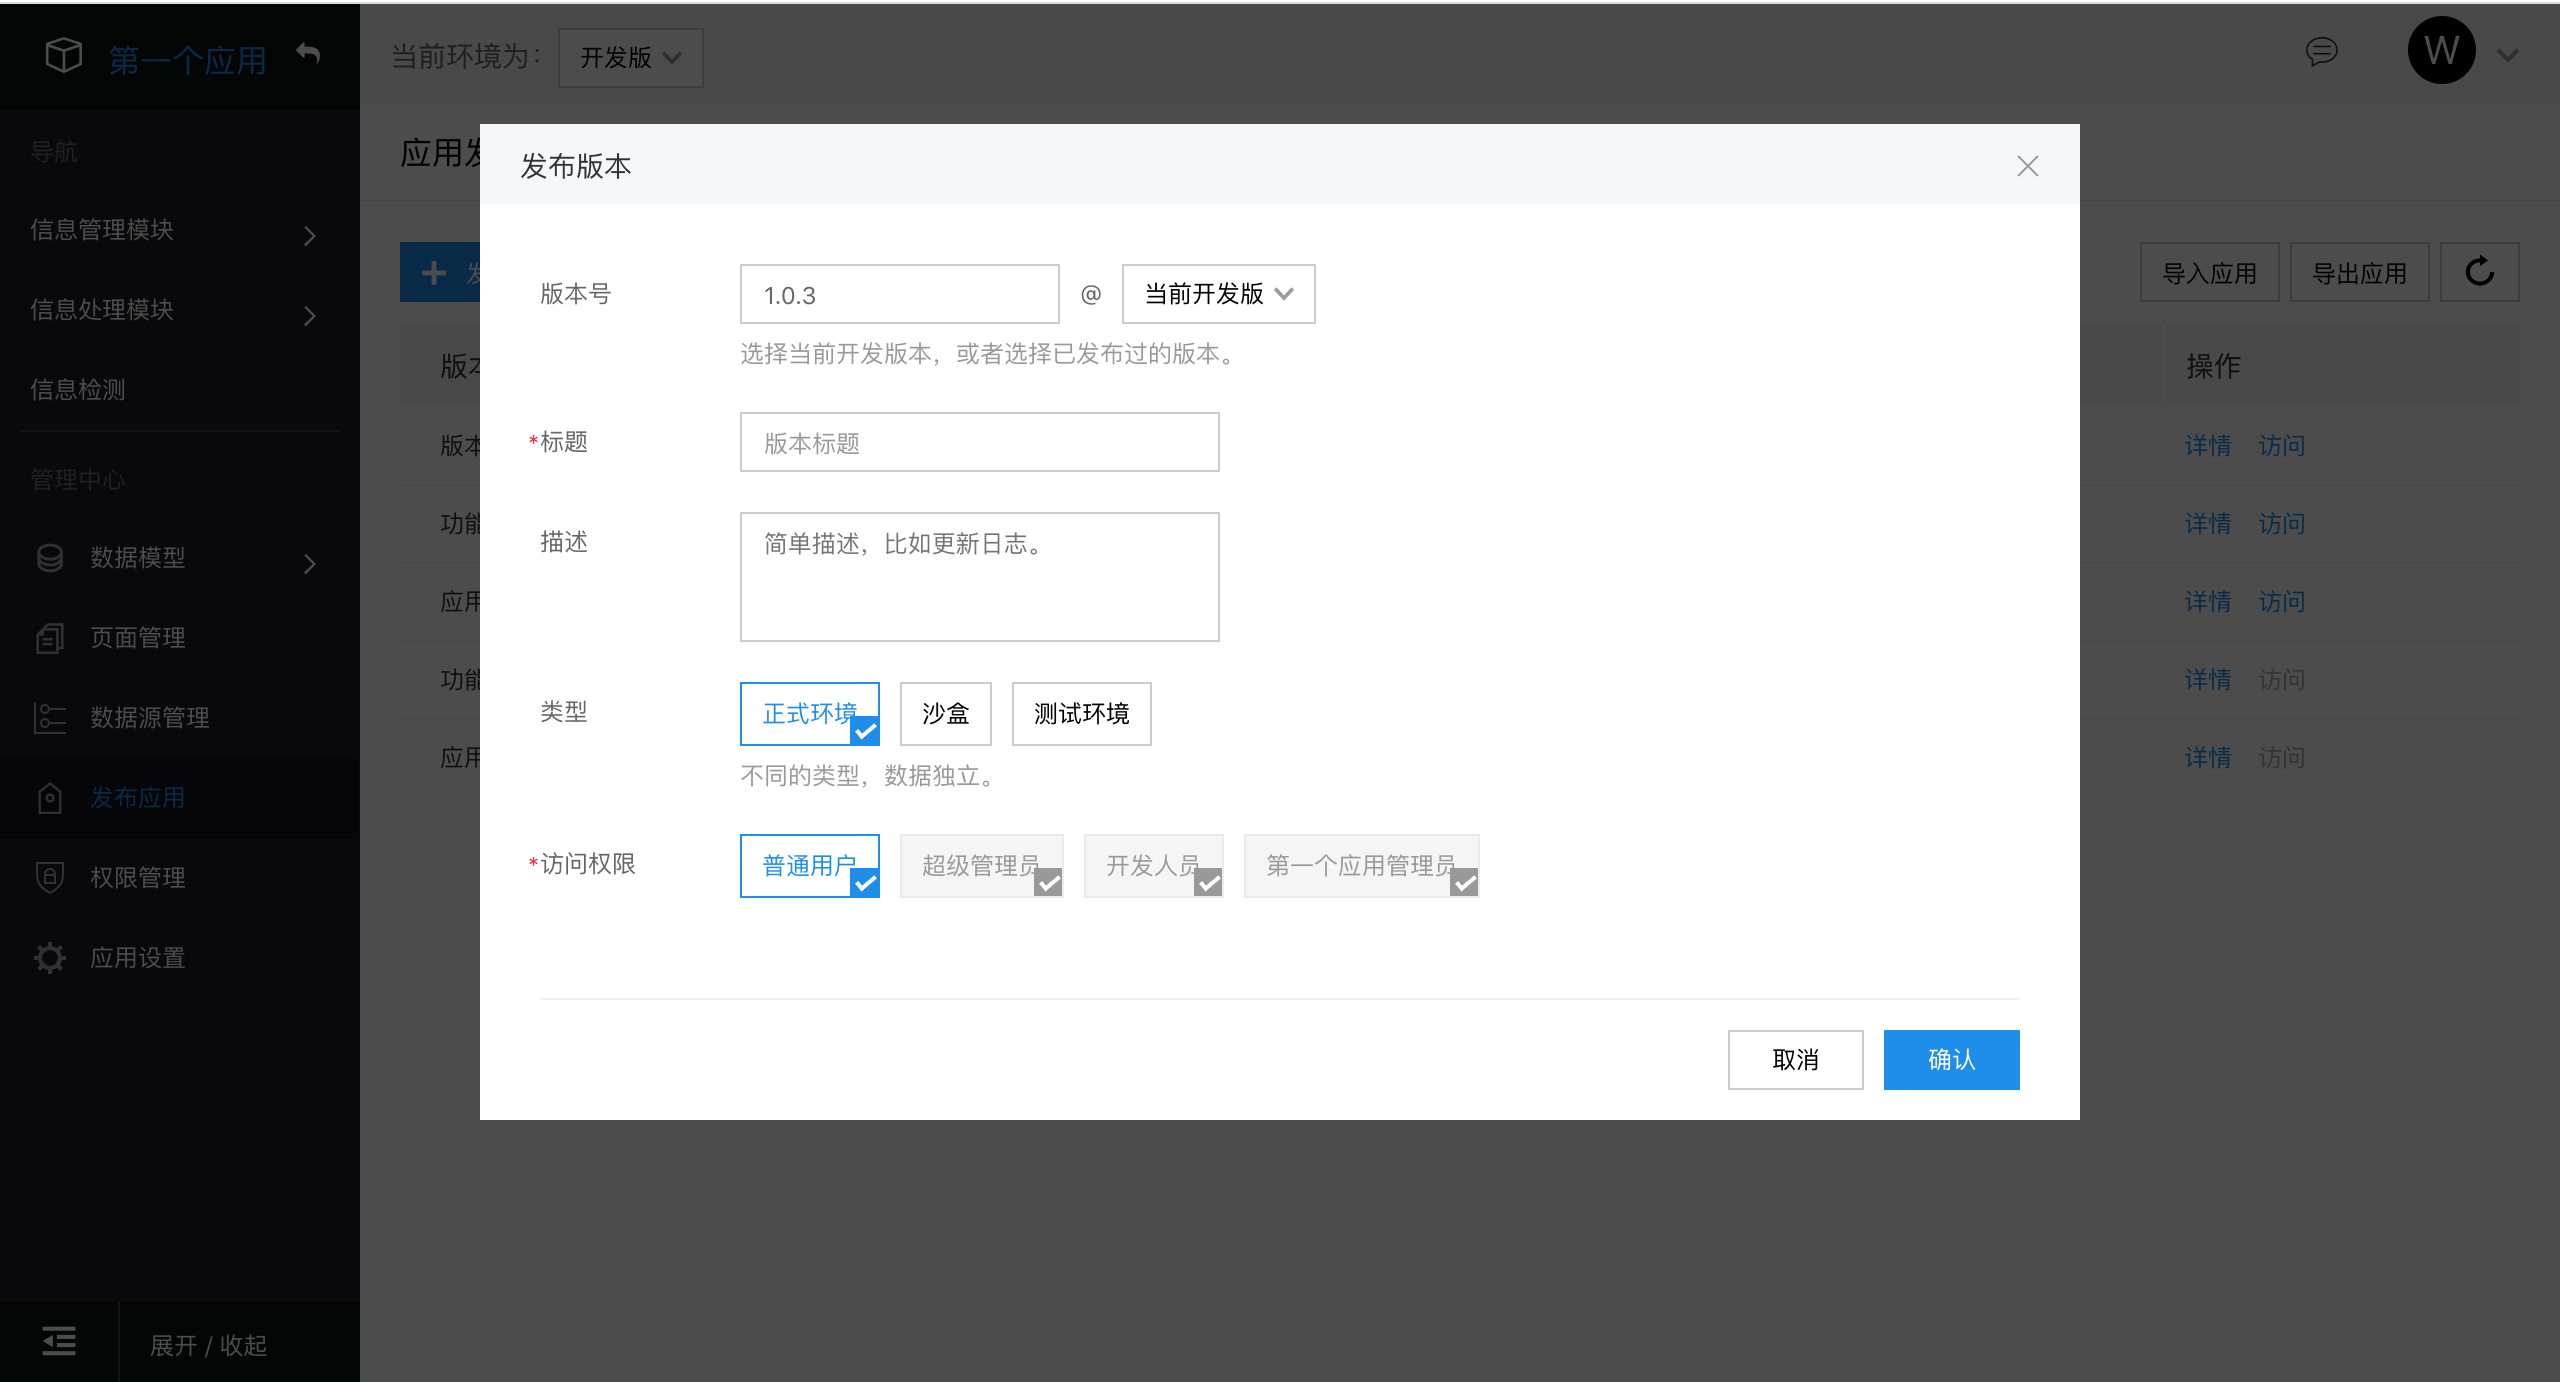 第一个应用
当前环境为：
开发版
W
导航
信息管理模块
信息处理模块
信息检测
管理中心
数据模型
页面管理
数据源管理
发布应用
权限管理
应用设置
展开 / 收起
应用发
导入应用
导出应用
操作
详情 访问
详情 访问
详情 访问
详情 访问
详情 访问
版本
功能
应用
功能
应用
发布版本
版本号
1.0.3
@
当前开发版
选择当前开发版本，或者选择已发布过的版本。
*标题
版本标题
描述
简单描述，比如更新日志。
类型
正式环境
沙盒
测试环境
不同的类型，数据独立。
*访问权限
普通用户
超级管理员
开发人员
第一个应用管理员
取消
确认